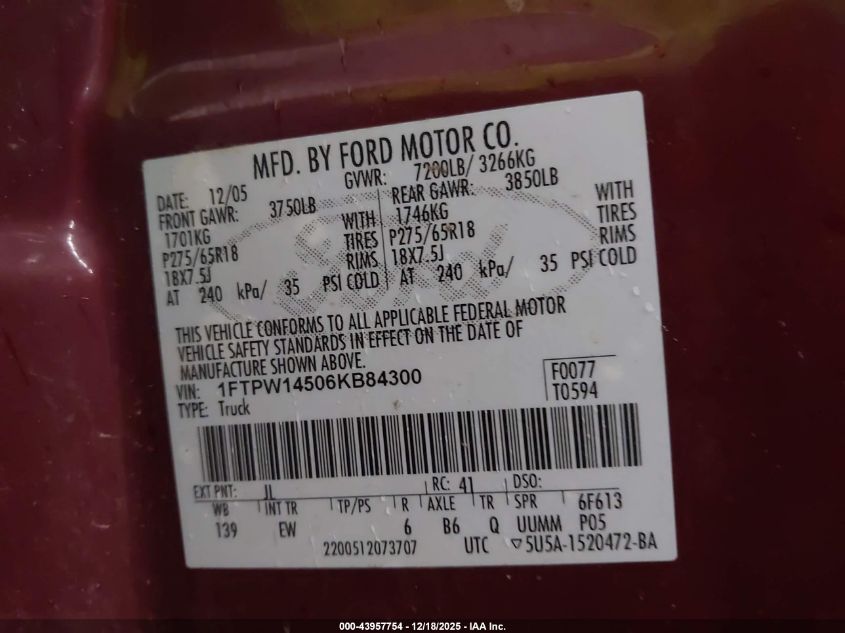 MFD. BY FORD MOTOR CO.
DATE: 12/05 GVWR: 7200LB/ 3266KG
FRONT GAWR: 3750LB REAR GAWR: 3850LB
1701KG WITH 1746KG WITH
P275/65R18 TIRES P275/65R18 TIRES
18X7.5J RIMS 18X7.5J RIMS
AT 240 kPa/ 35 PSI COLD AT 240 kPa/ 35 PSI COLD
THIS VEHICLE CONFORMS TO ALL APPLICABLE FEDERAL MOTOR
VEHICLE SAFETY STANDARDS IN EFFECT ON THE DATE OF
MANUFACTURE SHOWN ABOVE.
VIN: 1FTPW14506KB84300 F0077
TYPE: Truck T0594
EXT PNT: JL RC: 41 DSO:
WB INT TR TP/PS R AXLE TR SPR 6F613
139 EW 6 B6 Q UUMM P05
2200512073707 UTC ▽5U5A-1520472-BA
000-43957754 - 12/18/2025 - IAA Inc.